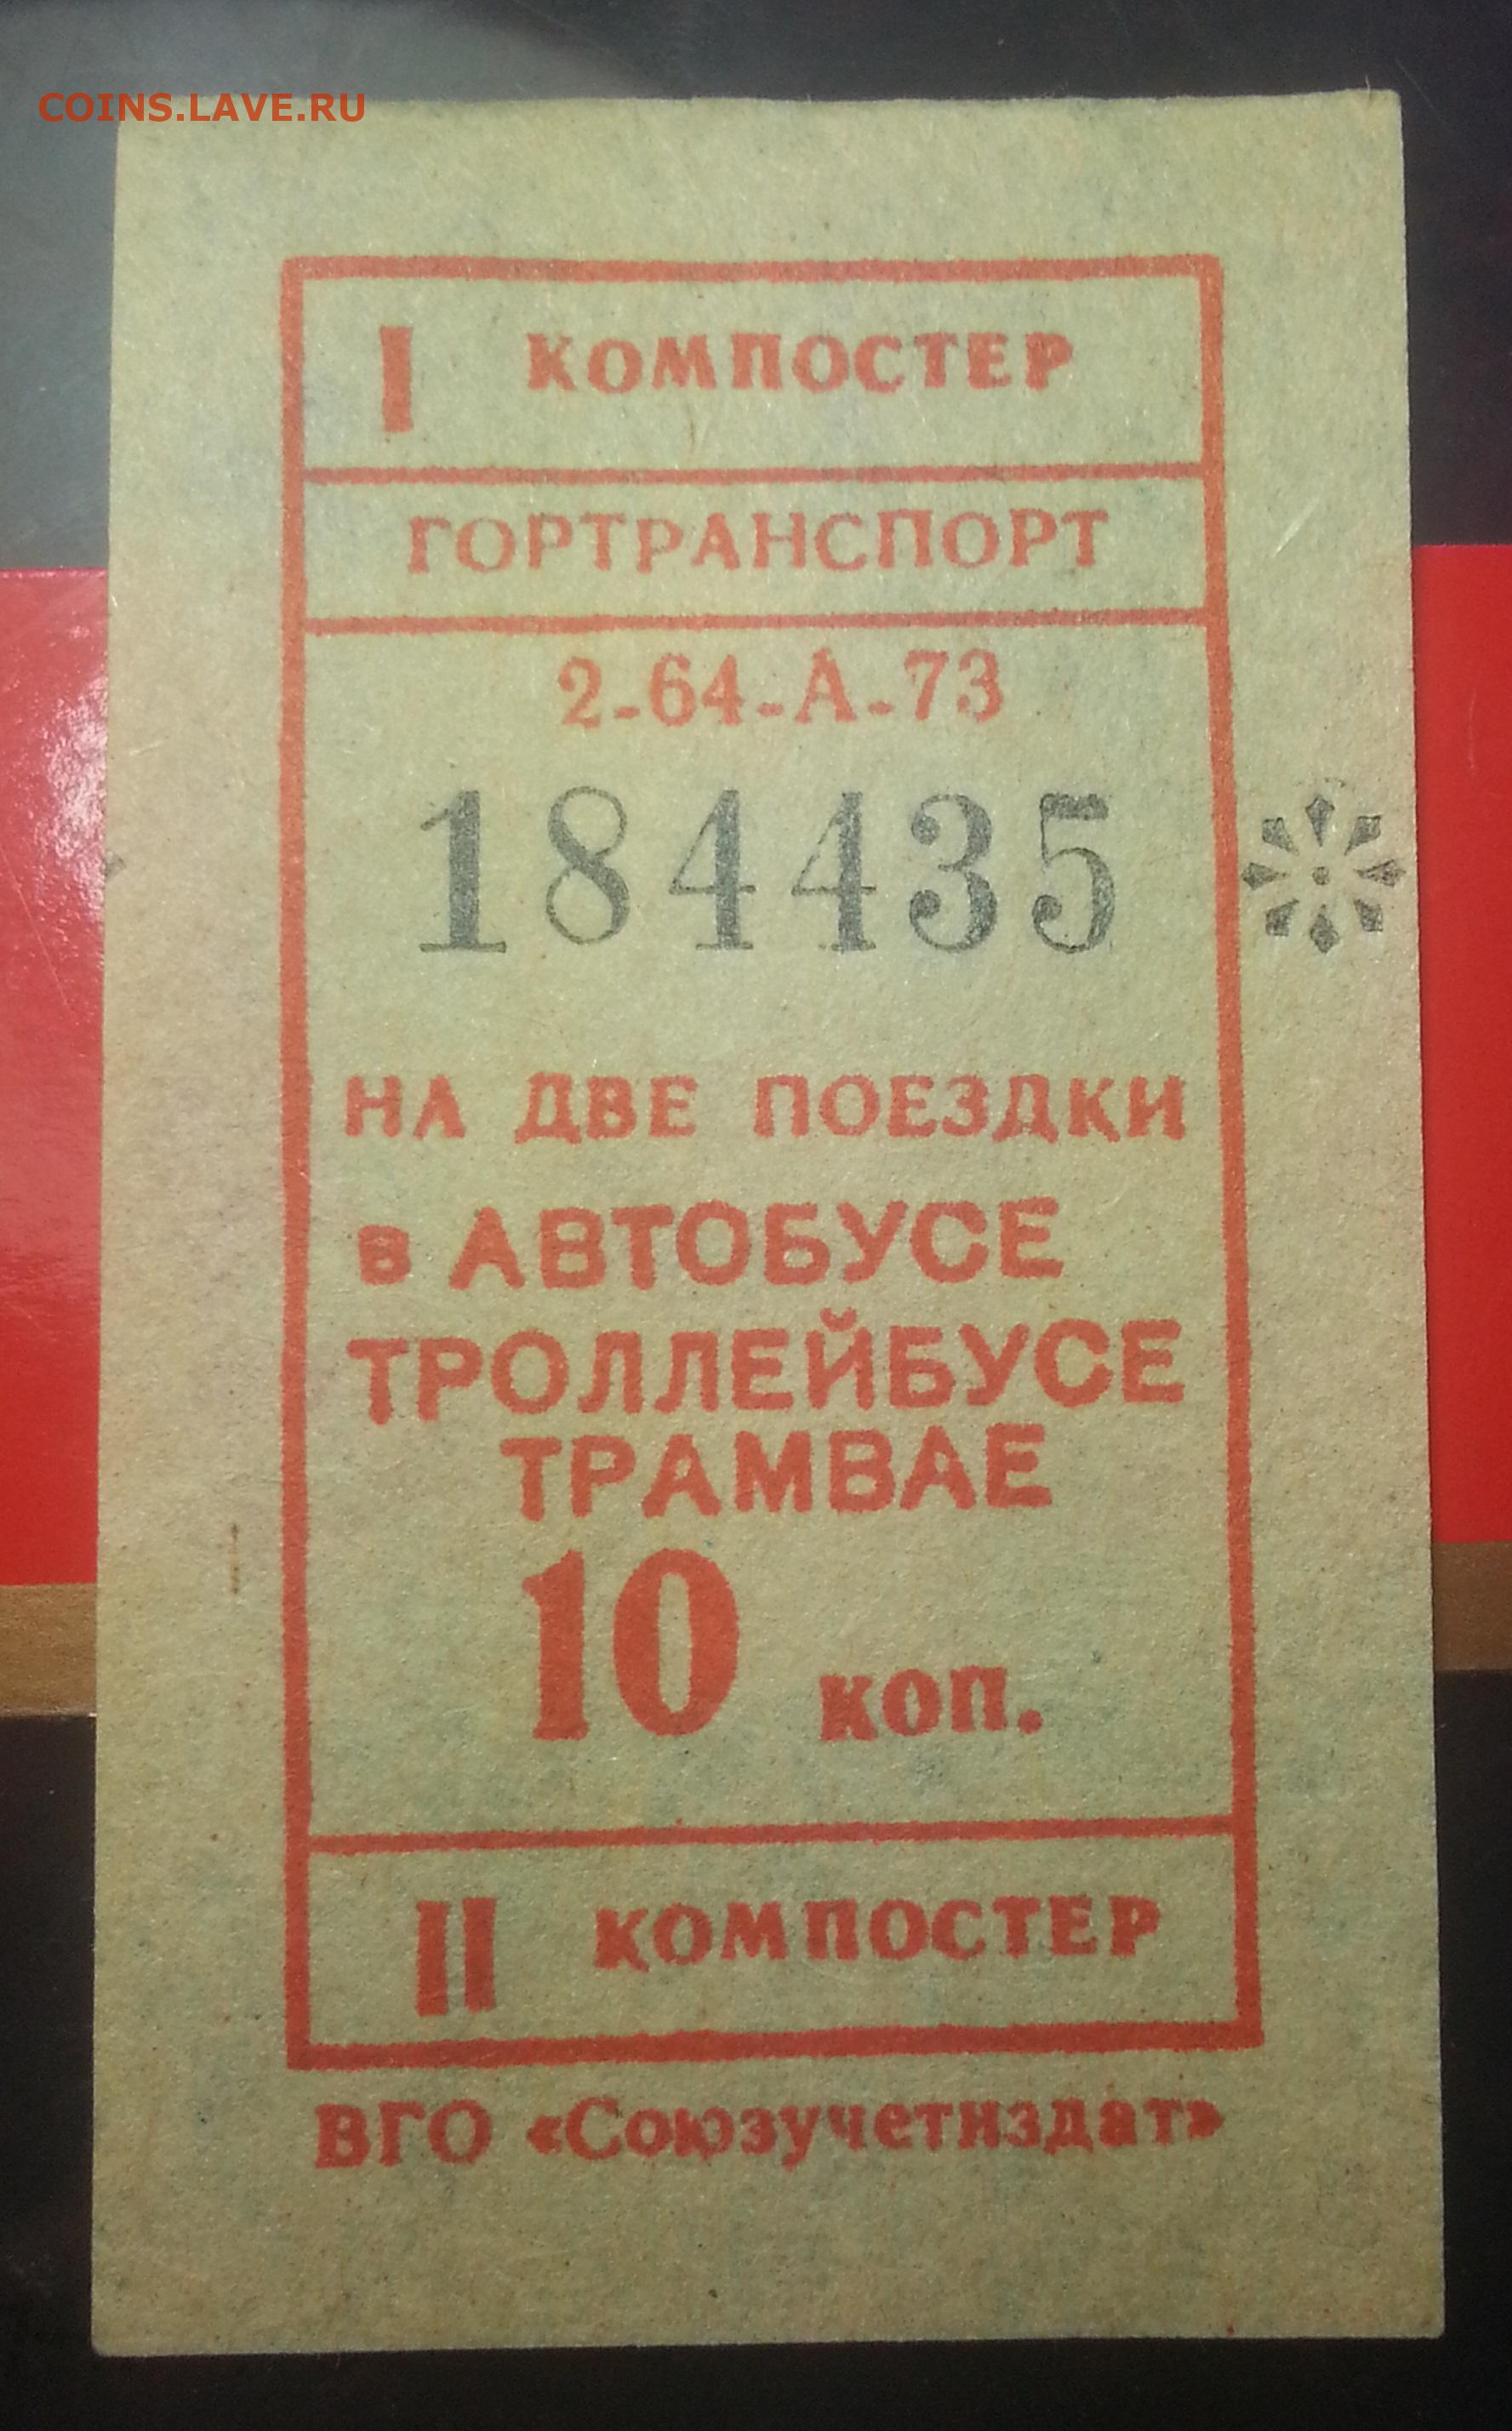 COINS.LAVE.RU
I КОМПОСТЕР
ГОРТРАНСПОРТ
2-64-А-73
184435
НА ДВЕ ПОЕЗДКИ
в АВТОБУСЕ
ТРОЛЛЕЙБУСЕ
ТРАМВАЕ
10 коп.
II КОМПОСТЕР
ВГО «Союзучетиздат»